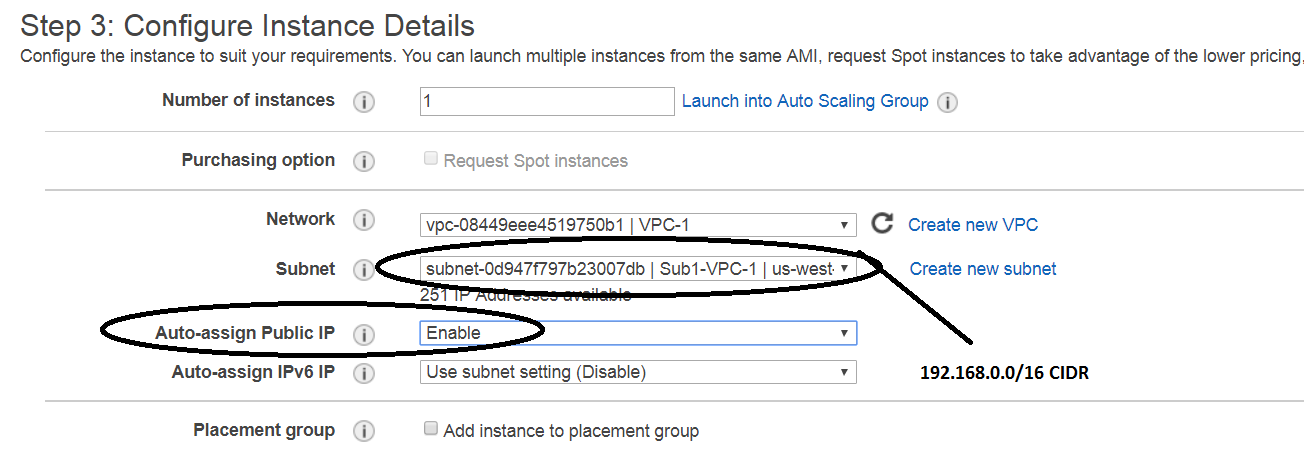 Step 3: Configure Instance Details
Configure the instance to suit your requirements. You can launch multiple instances from the same AMI, request Spot instances to take advantage of the lower pricing,
Number of instances i 1 Launch into Auto Scaling Group i
Purchasing option i Request Spot instances
Network i vpc-08449eee4519750b1 | VPC-1 Create new VPC
Subnet i subnet-0d947f797b23007db | Sub1-VPC-1 | us-west- Create new subnet
251 IP Addresses available
Auto-assign Public IP i Enable
Auto-assign IPv6 IP i Use subnet setting (Disable) 192.168.0.0/16 CIDR
Placement group i Add instance to placement group